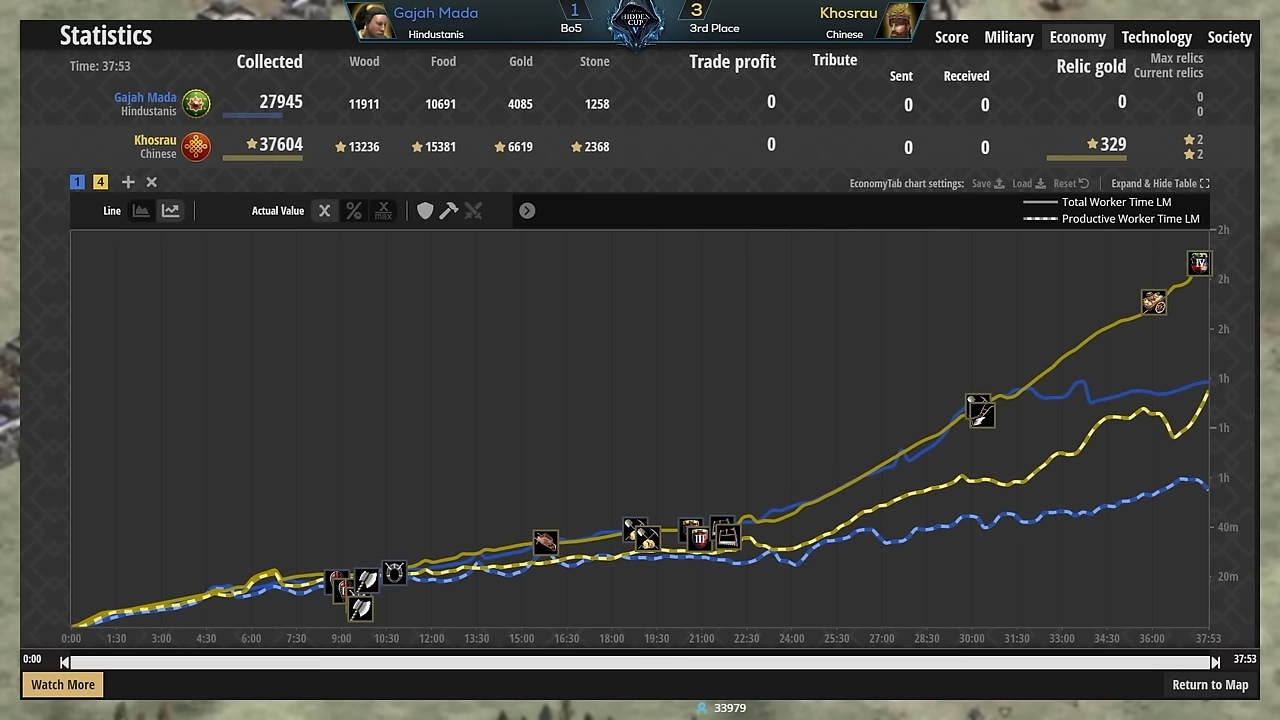 Gajah Mada
Hindustanis
1
Bo5
HIDDEN CUP
3
3rd Place
Khosrau
Chinese
Statistics
Time: 37:53
Score Military Economy Technology Society
Collected Wood Food Gold Stone Trade profit Tribute Sent Received Relic gold Max relics
Current relics
Gajah Mada
Hindustanis
27945 11911 10691 4085 1258 0 0 0 0 0
0
Khosrau
Chinese
37604 13236 15381 6619 2368 0 0 0 329 2
2
1 4 + ×
EconomyTab chart settings: Save Load Reset Expand & Hide Table
Line Actual Value X % X/max
Total Worker Time LM
Productive Worker Time LM
2h
2h
2h
1h
1h
1h
40m
20m
IV
III
0:00 1:30 3:00 4:30 6:00 7:30 9:00 10:30 12:00 13:30 15:00 16:30 18:00 19:30 21:00 22:30 24:00 25:30 27:00 28:30 30:00 31:30 33:00 34:30 36:00 37:53
0:00 37:53
Watch More Return to Map
33979